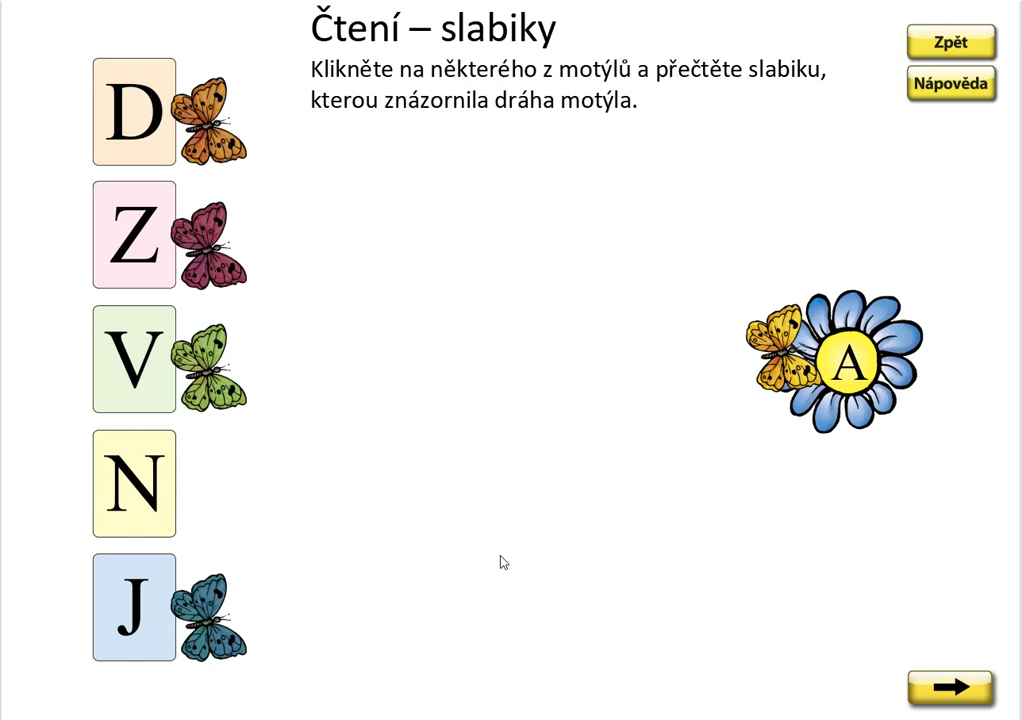 Čtení – slabiky
Klikněte na některého z motýlů a přečtěte slabiku,
kterou znázornila dráha motýla.
Zpět
Nápověda
D
Z
V
N
J
A